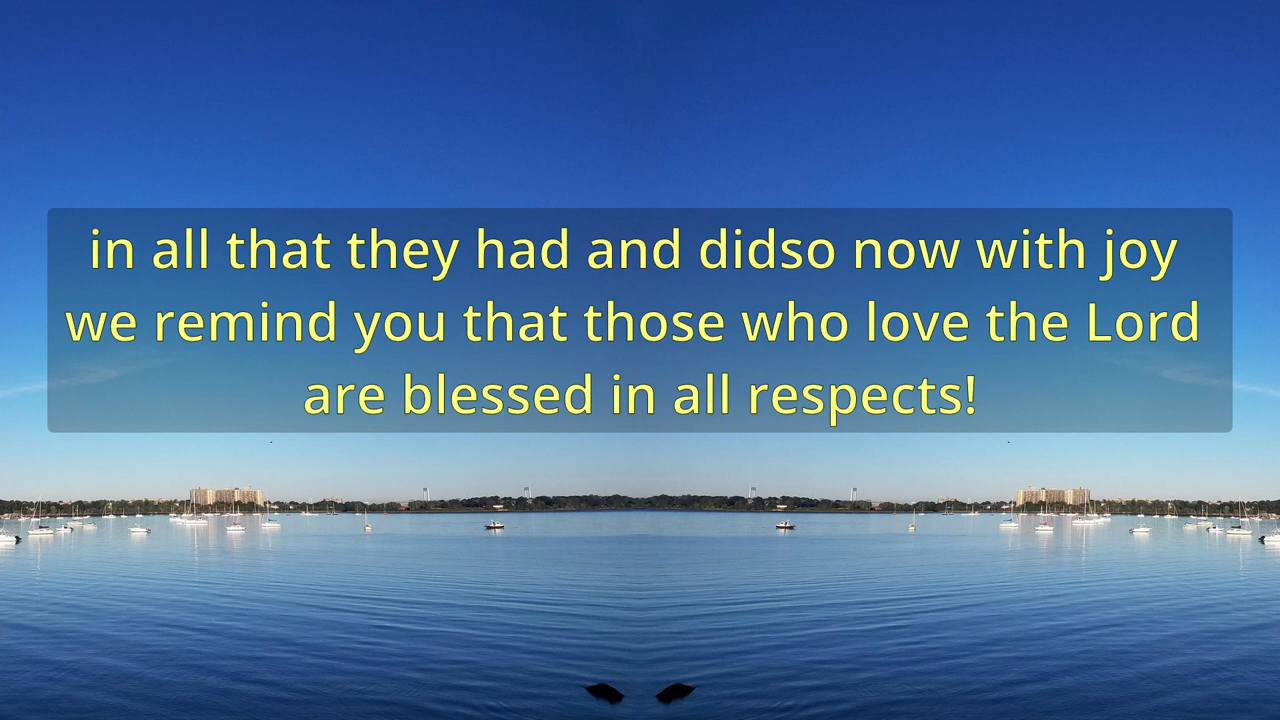 in all that they had and didso now with joy
we remind you that those who love the Lord
are blessed in all respects!